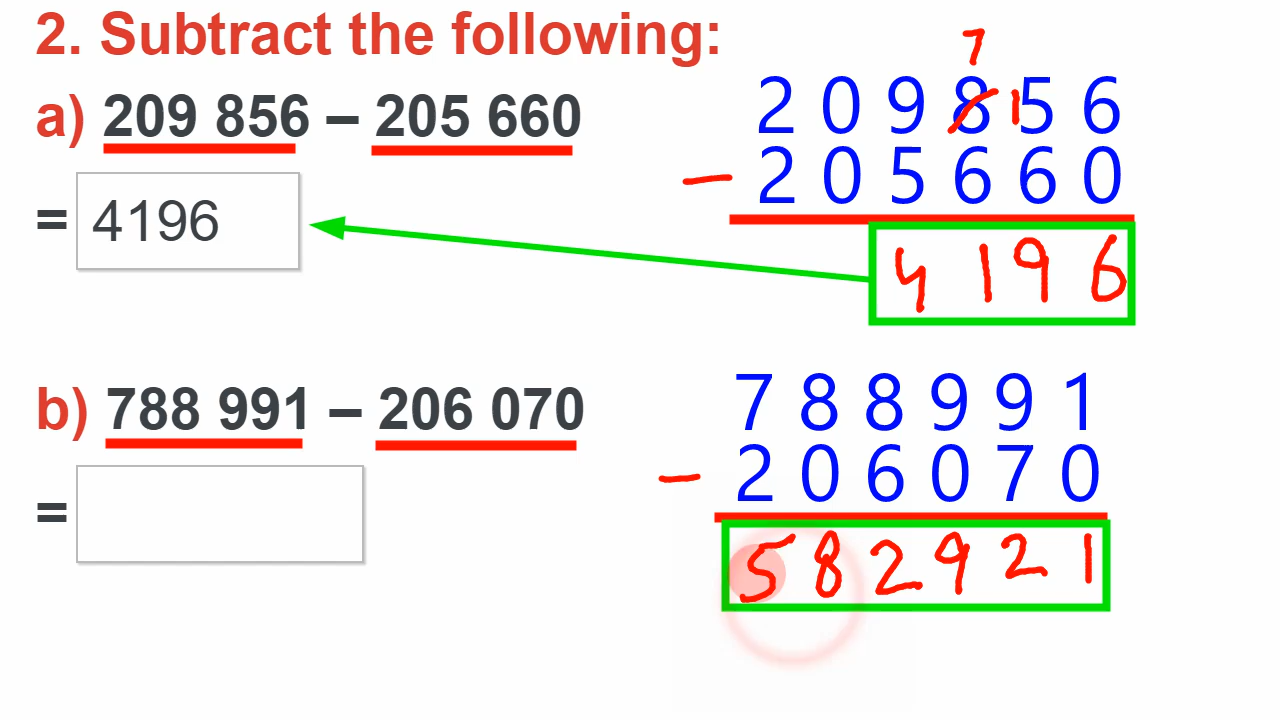 2. Subtract the following:
a) 209 856 – 205 660
= 4196
7
2 0 9 8 1 5 6
– 2 0 5 6 6 0
4 1 9 6
b) 788 991 – 206 070
=
7 8 8 9 9 1
– 2 0 6 0 7 0
5 8 2 9 2 1